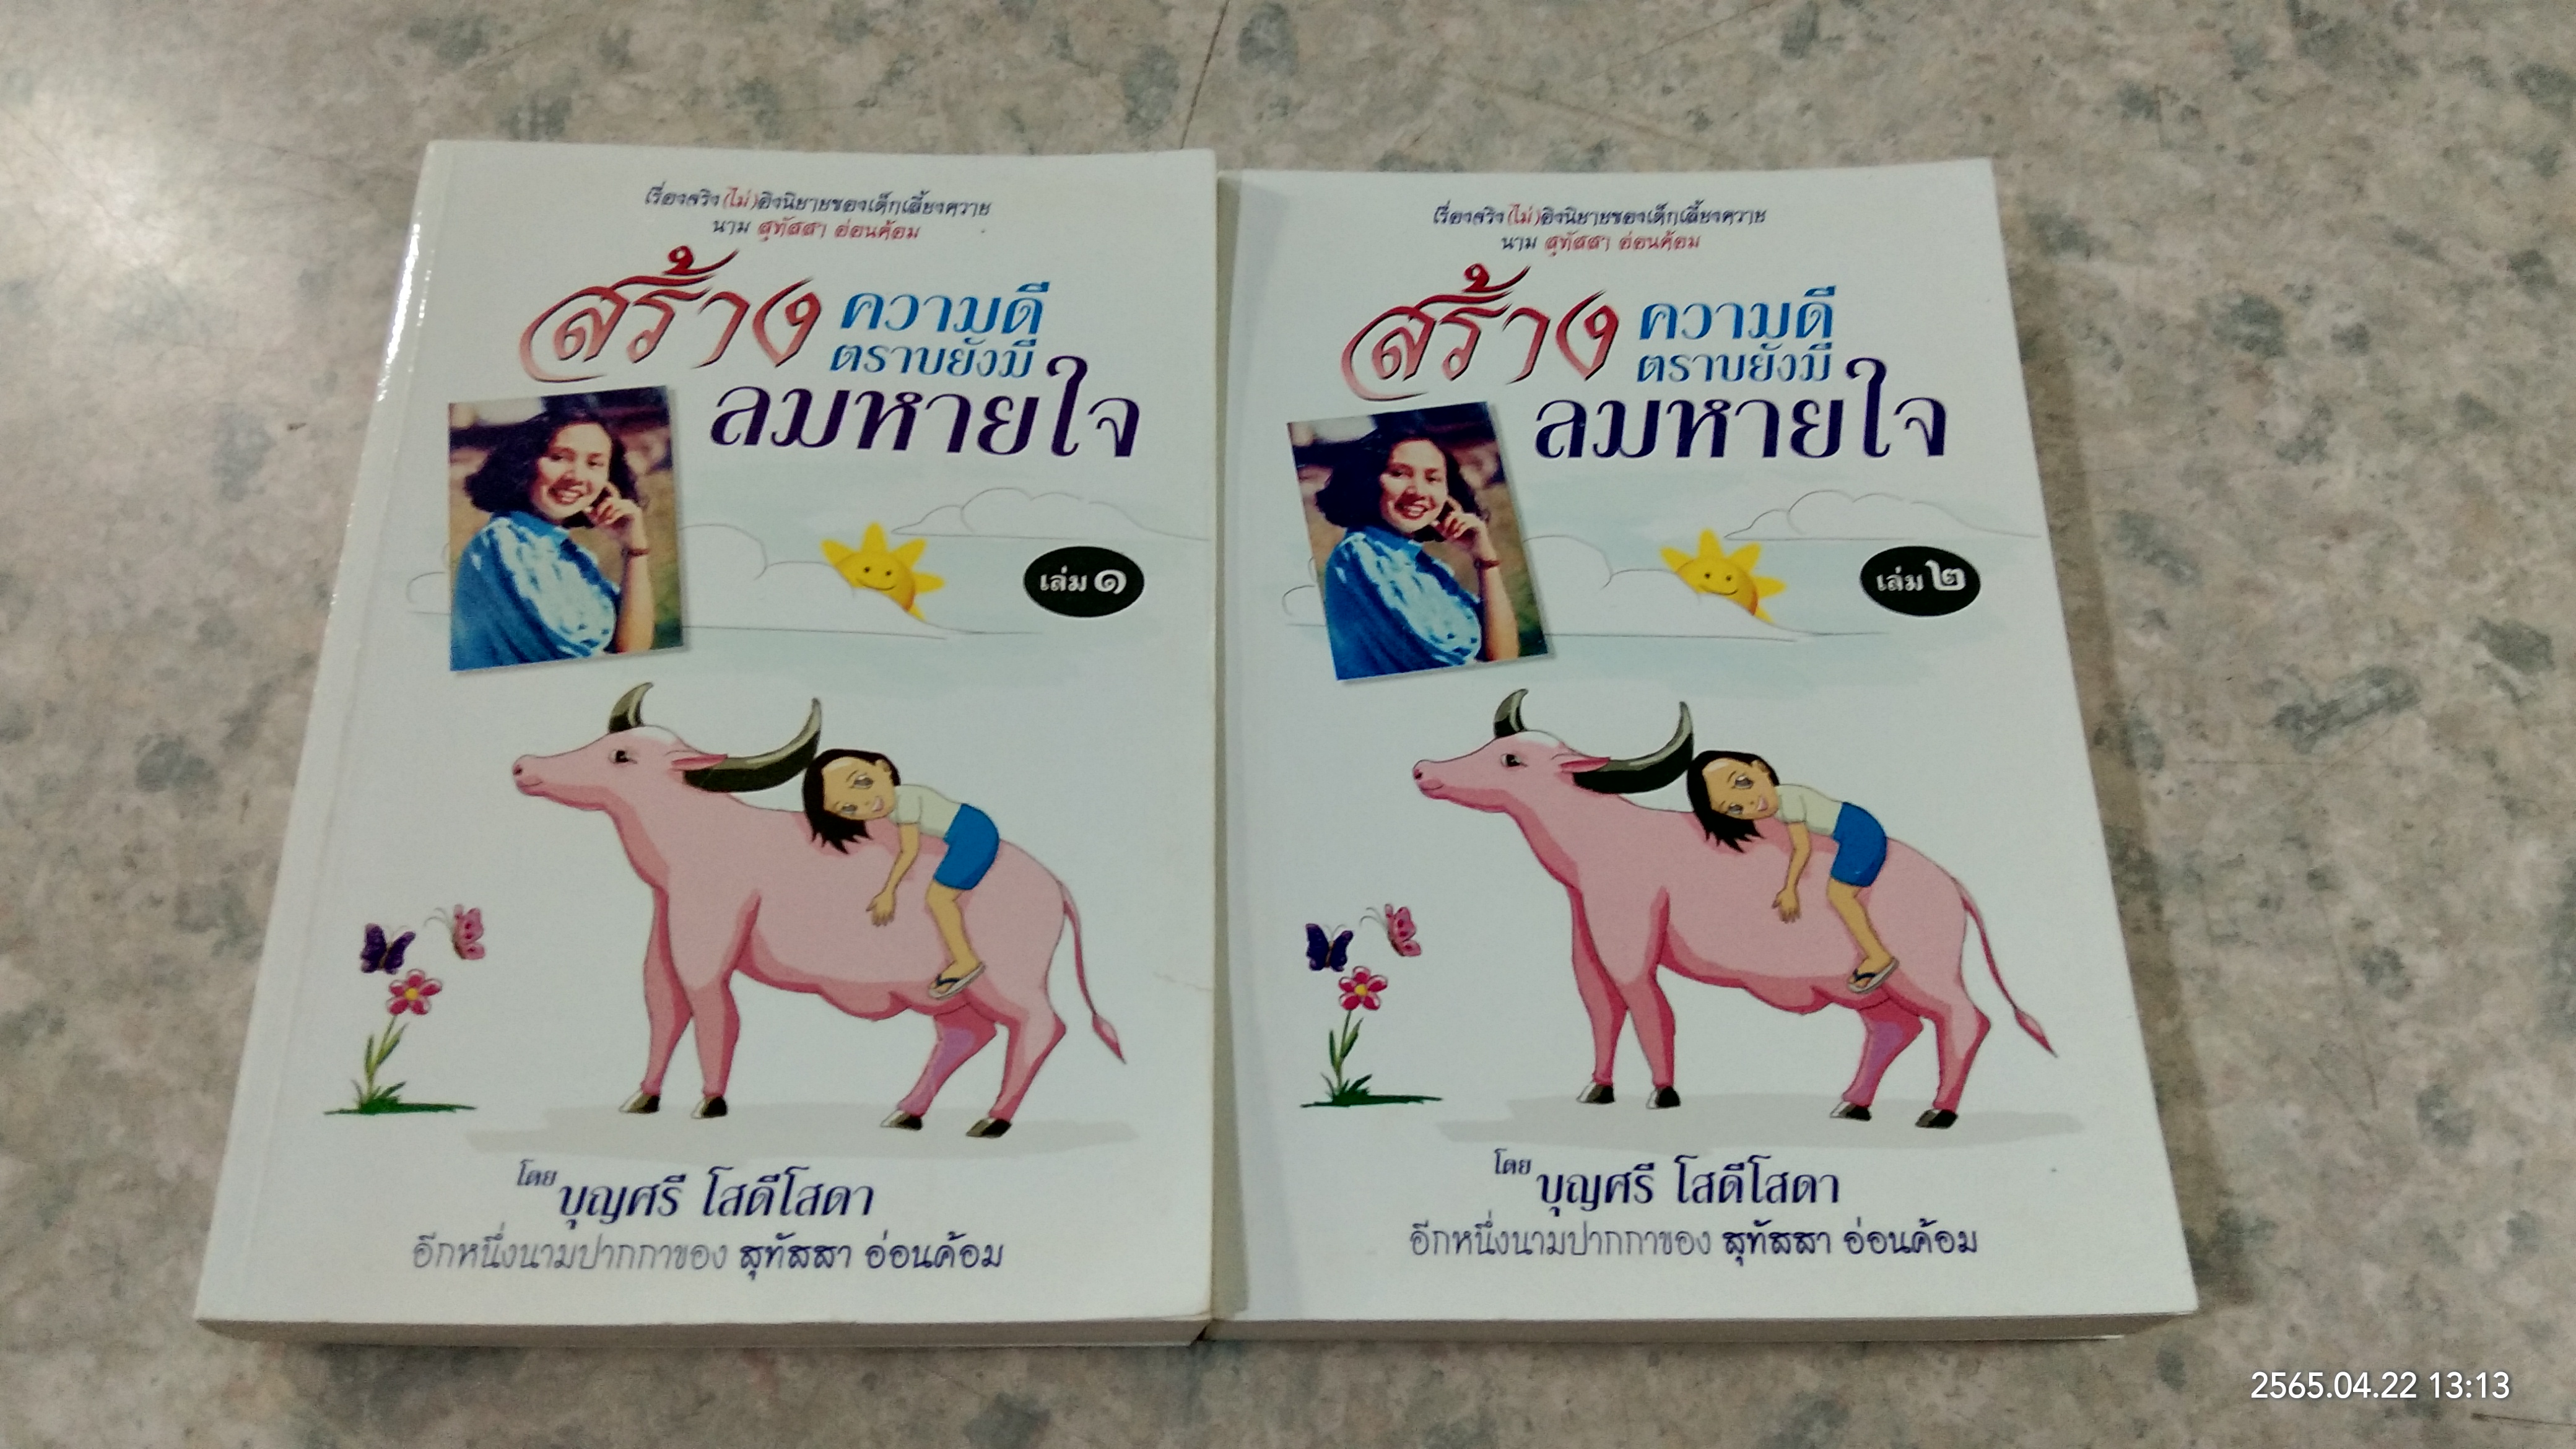 เรื่องจริง(ไม่)อิงนิยายของเด็กเลี้ยงควาย
นาม สุทัสสา อ่อนค้อม
สร้าง ความดี
ตราบยังมี
ลมหายใจ
เล่ม ๑
โดย บุญศรี โสดีโสดา
อีกหนึ่งนามปากกาของ สุทัสสา อ่อนค้อม
เรื่องจริง(ไม่)อิงนิยายของเด็กเลี้ยงควาย
นาม สุทัสสา อ่อนค้อม
สร้าง ความดี
ตราบยังมี
ลมหายใจ
เล่ม ๒
โดย บุญศรี โสดีโสดา
อีกหนึ่งนามปากกาของ สุทัสสา อ่อนค้อม
2565.04.22 13:13